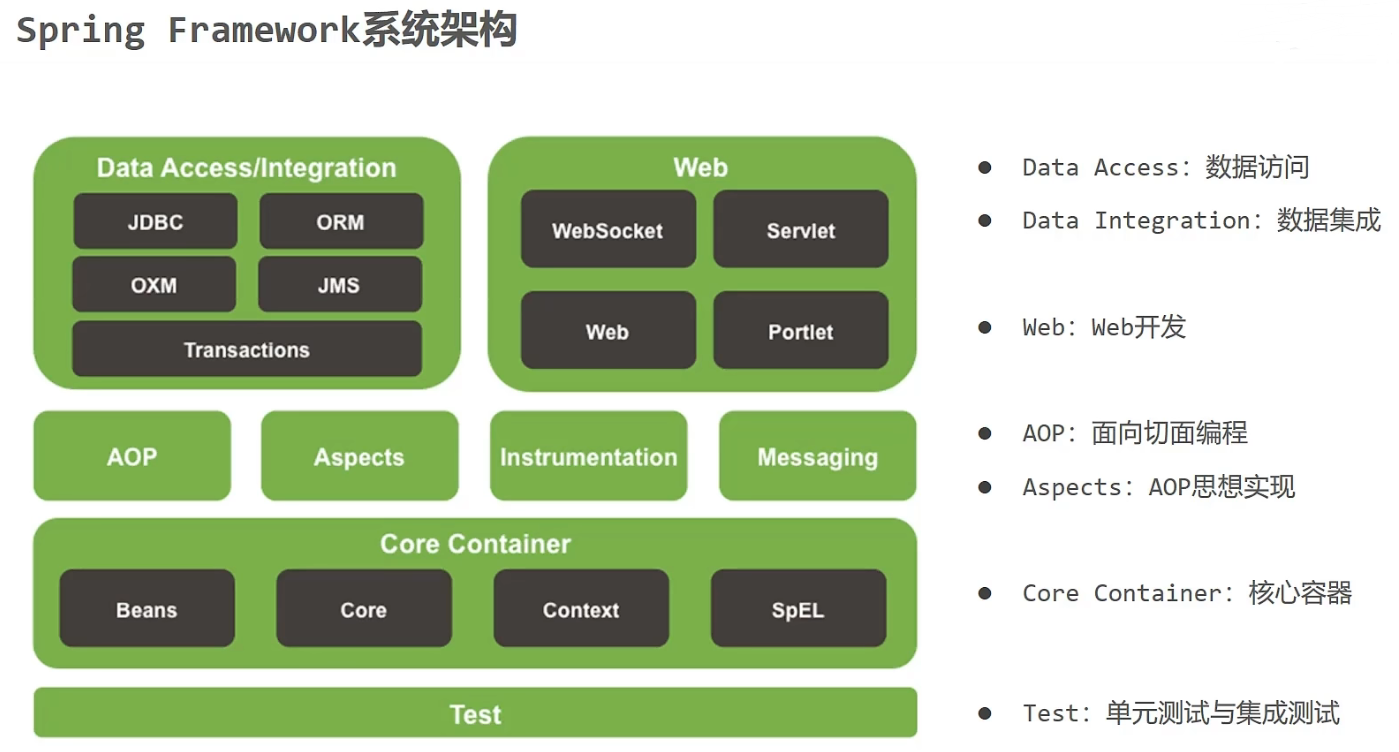 Spring Framework系统架构
Data Access/Integration
JDBC
ORM
OXM
JMS
Transactions
Web
WebSocket
Servlet
Web
Portlet
AOP
Aspects
Instrumentation
Messaging
Core Container
Beans
Core
Context
SpEL
Test
● Data Access：数据访问
● Data Integration：数据集成
● Web：Web开发
● AOP：面向切面编程
● Aspects：AOP思想实现
● Core Container：核心容器
● Test：单元测试与集成测试